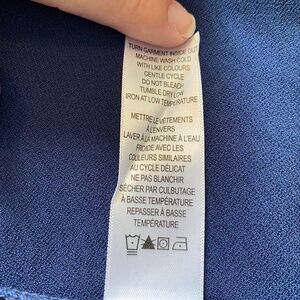 TURN GARMENT INSIDE OUT
MACHINE WASH COLD
WITH LIKE COLOURS
GENTLE CYCLE
DO NOT BLEACH
TUMBLE DRY LOW
IRON AT LOW TEMPERATURE
METTRE LE VÊTEMENTS
À L'ENVERS
LAVER À LA MACHINE À L'EAU
FROIDE AVEC LES
COULEURS SIMILAIRES
AU CYCLE DÉLICAT
NE PAS BLANCHIR
SÉCHER PAR CULBUTAGE
À BASSE TEMPÉRATURE
REPASSER À BASSE
TEMPÉRATURE